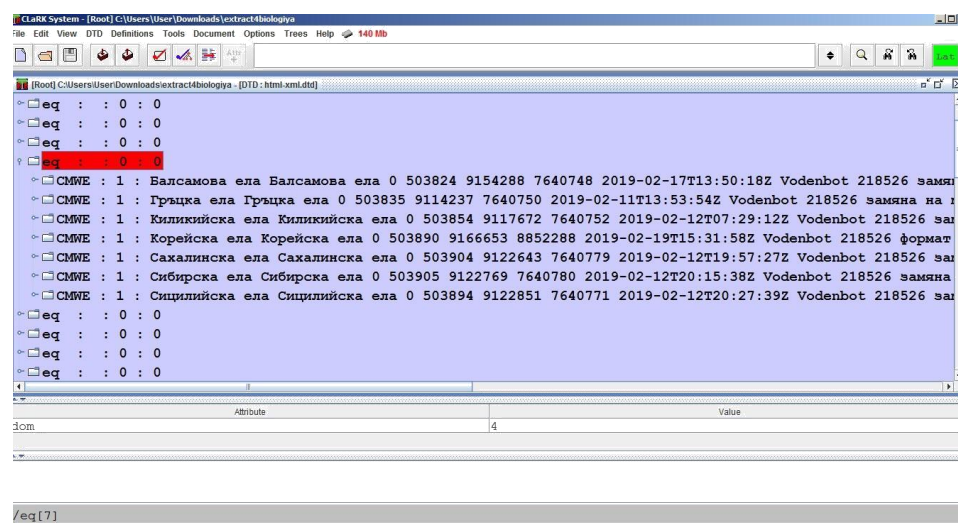 CLaRK System - [Root] C:\Users\User\Downloads\extract4biologiya
File Edit View DTD Definitions Tools Document Options Trees Help 140 Mb
Lat
[Root] C:\Users\User\Downloads\extract4biologiya - [DTD : html-xml.dtd]
eq : : 0 : 0
eq : : 0 : 0
eq : : 0 : 0
eq : : 0 : 0
CMWE : 1 : Балсамова ела Балсамова ела 0 503824 9154288 7640748 2019-02-17T13:50:18Z Vodenbot 218526
CMWE : 1 : Гръцка ела Гръцка ела 0 503835 9114237 7640750 2019-02-11T13:53:54Z Vodenbot 218526 замяна на
CMWE : 1 : Киликийска ела Киликийска ела 0 503854 9117672 7640752 2019-02-12T07:29:12Z Vodenbot 218526
CMWE : 1 : Корейска ела Корейска ела 0 503890 9166653 8852288 2019-02-19T15:31:58Z Vodenbot 218526 формат
CMWE : 1 : Сахалинска ела Сахалинска ела 0 503904 9122643 7640779 2019-02-12T19:57:27Z Vodenbot 218526
CMWE : 1 : Сибирска ела Сибирска ела 0 503905 9122769 7640780 2019-02-12T20:15:38Z Vodenbot 218526 замяна
CMWE : 1 : Сицилийска ела Сицилийска ела 0 503894 9122851 7640771 2019-02-12T20:27:39Z Vodenbot 218526
eq : : 0 : 0
eq : : 0 : 0
eq : : 0 : 0
eq : : 0 : 0
Attribute Value
dom 4
/eq[7]